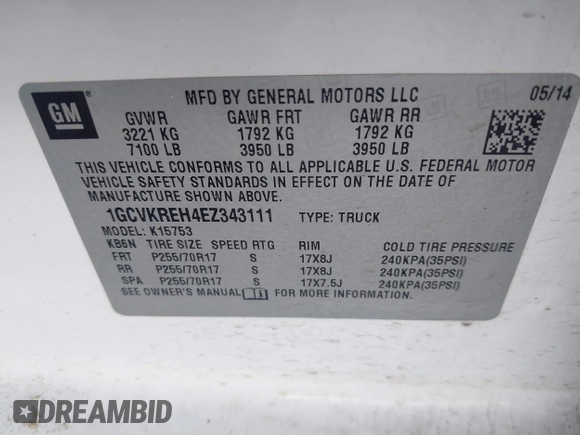 GM
MFD BY GENERAL MOTORS LLC 05/14
GVWR GAWR FRT GAWR RR
3221 KG 1792 KG 1792 KG
7100 LB 3950 LB 3950 LB
THIS VEHICLE CONFORMS TO ALL APPLICABLE U.S. FEDERAL MOTOR
VEHICLE SAFETY STANDARDS IN EFFECT ON THE DATE OF
MANUFACTURE SHOWN ABOVE.
1GCVKREH4EZ343111 TYPE: TRUCK
MODEL: K15753
KB6N TIRE SIZE SPEED RTG RIM COLD TIRE PRESSURE
FRT P255/70R17 S 17X8J 240KPA(35PSI)
RR P255/70R17 S 17X8J 240KPA(35PSI)
SPA P255/70R17 S 17X7.5J 240KPA(35PSI)
SEE OWNER'S MANUAL FOR MORE INFORMATION.
DREAMBID